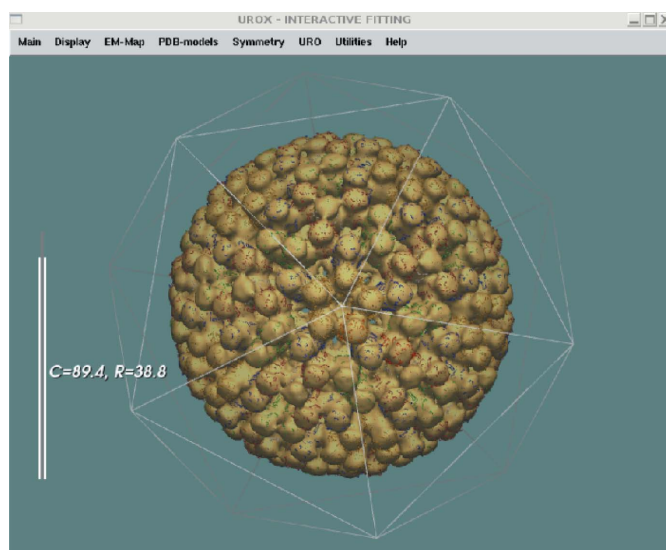 UROX - INTERACTIVE FITTING
Main Display EM-Map PDB-models Symmetry URO Utilities Help
C=89.4, R=38.8